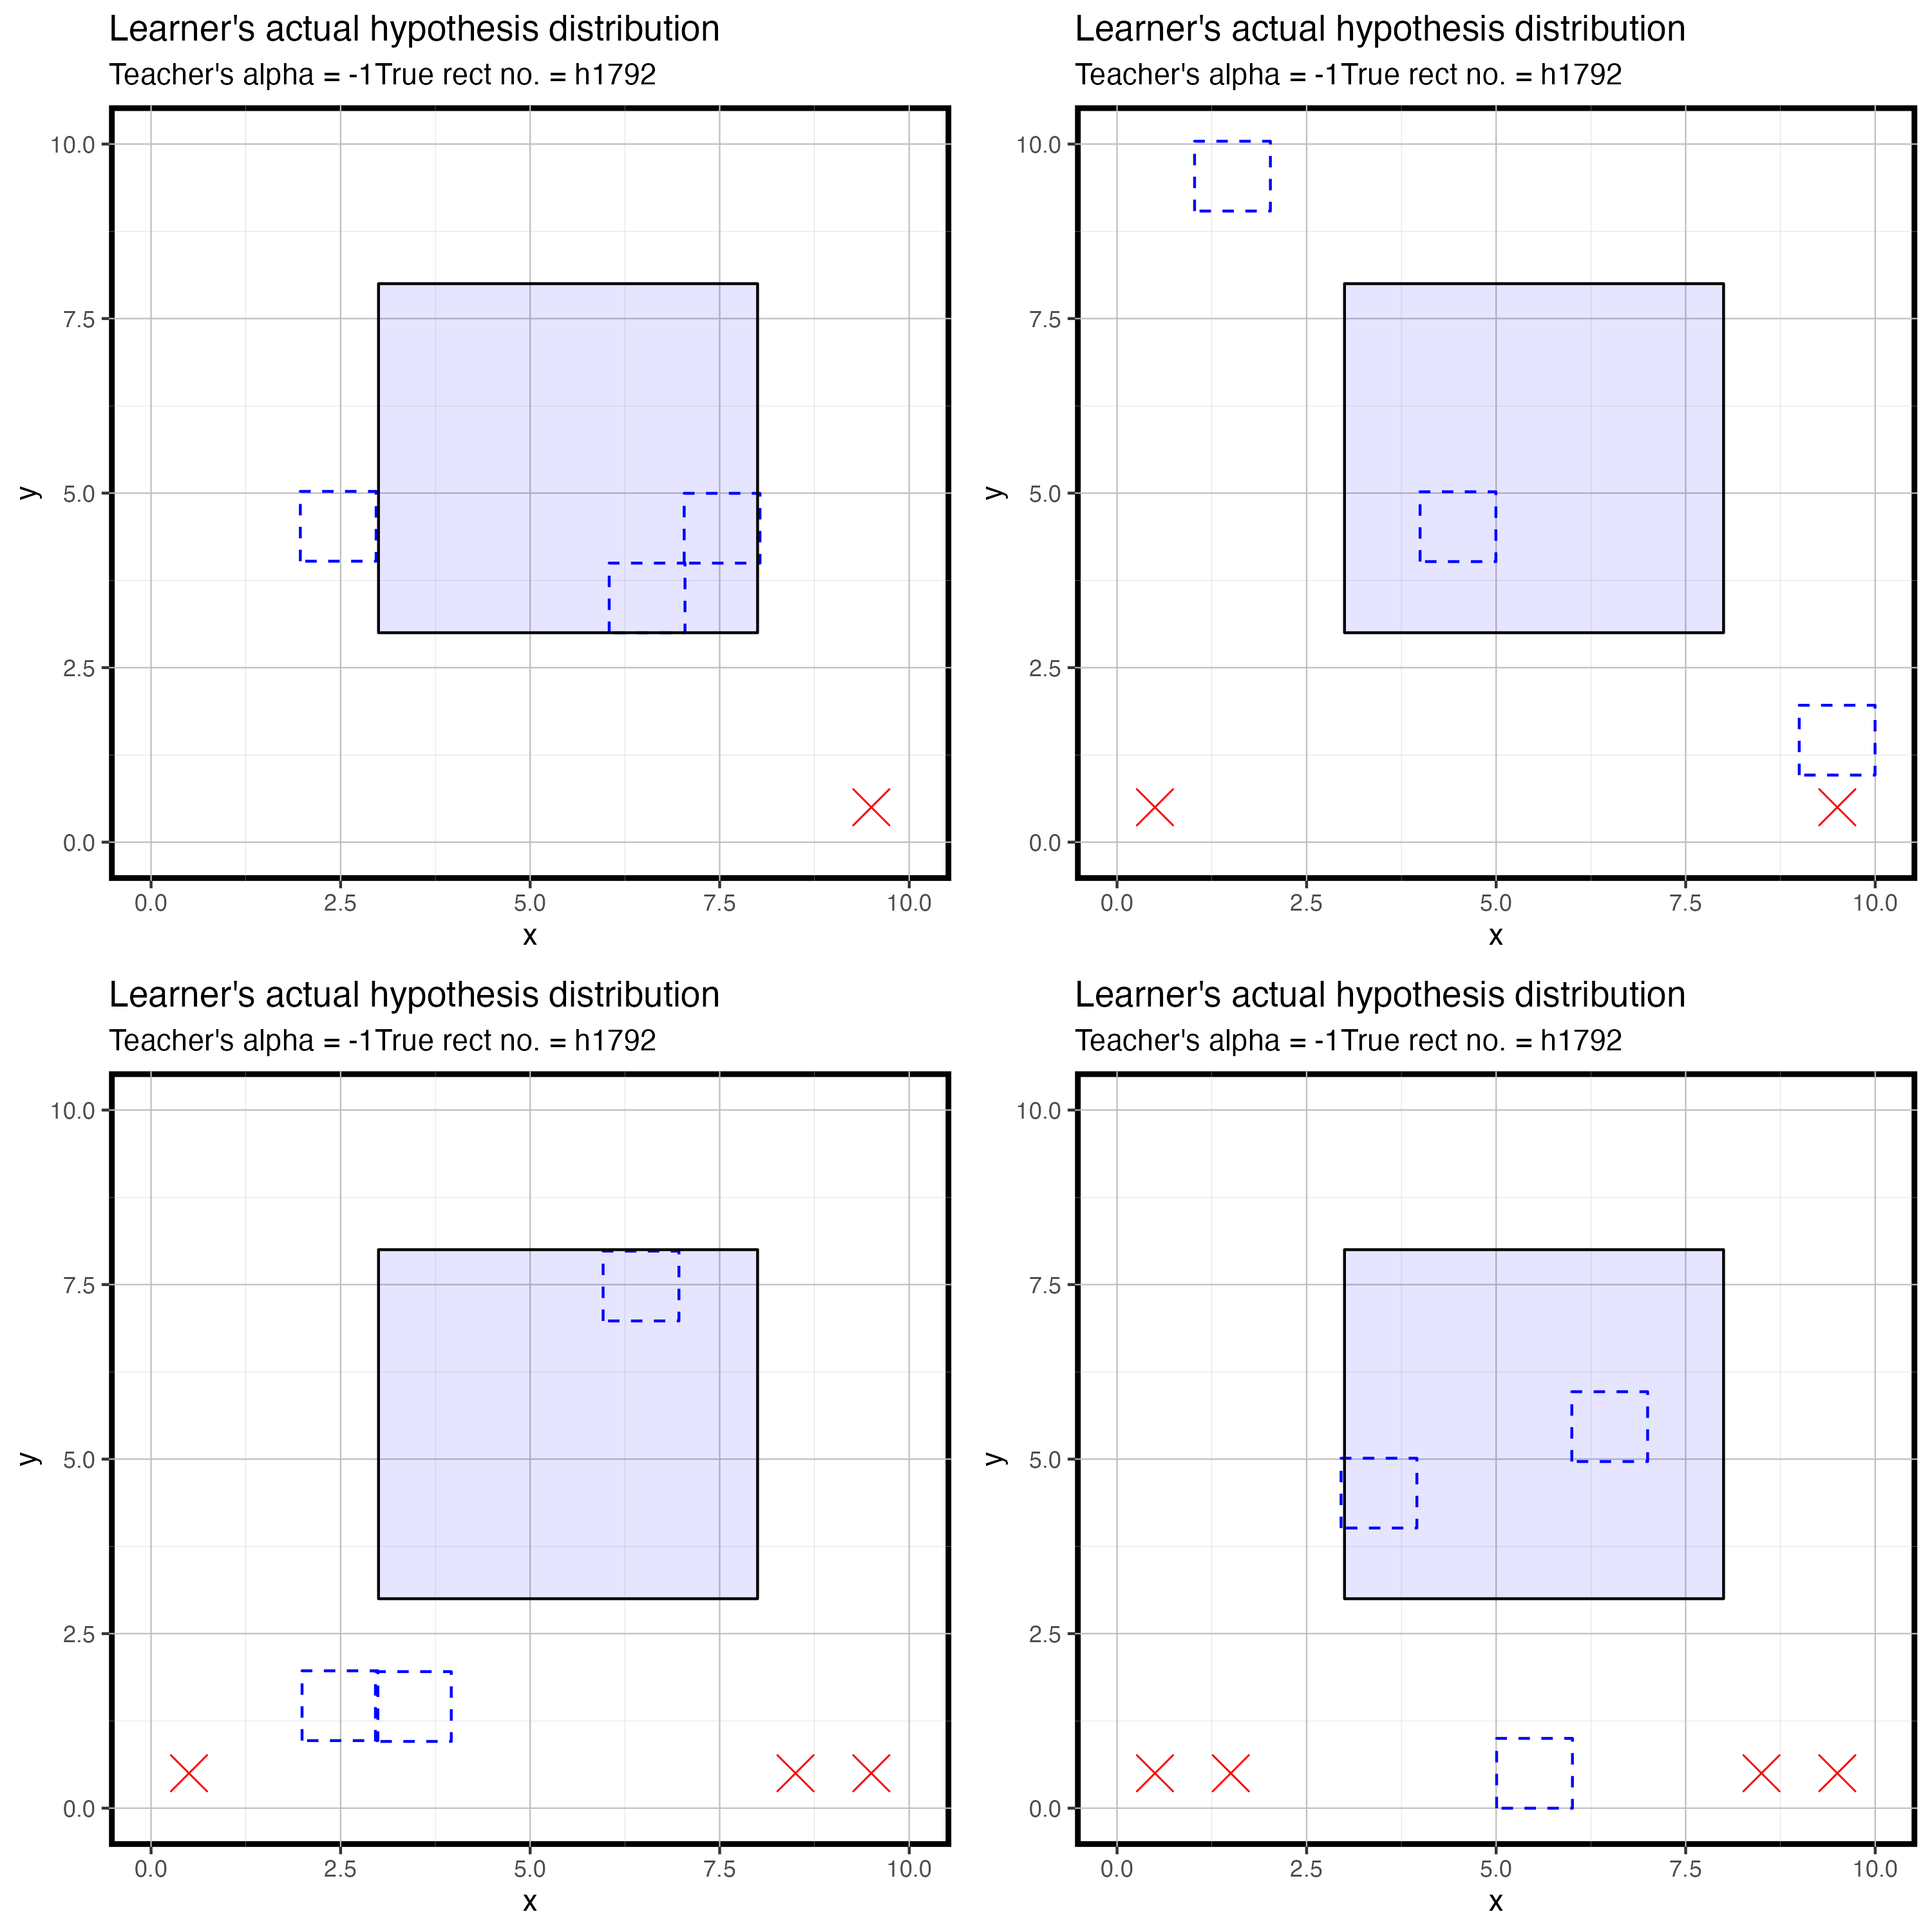 Learner's actual hypothesis distribution
Teacher's alpha = -1True rect no. = h1792
10.0
7.5
5.0
2.5
0.0
y
0.0 2.5 5.0 7.5 10.0
x
Learner's actual hypothesis distribution
Teacher's alpha = -1True rect no. = h1792
10.0
7.5
5.0
2.5
0.0
y
0.0 2.5 5.0 7.5 10.0
x
Learner's actual hypothesis distribution
Teacher's alpha = -1True rect no. = h1792
10.0
7.5
5.0
2.5
0.0
y
0.0 2.5 5.0 7.5 10.0
x
Learner's actual hypothesis distribution
Teacher's alpha = -1True rect no. = h1792
10.0
7.5
5.0
2.5
0.0
y
0.0 2.5 5.0 7.5 10.0
x